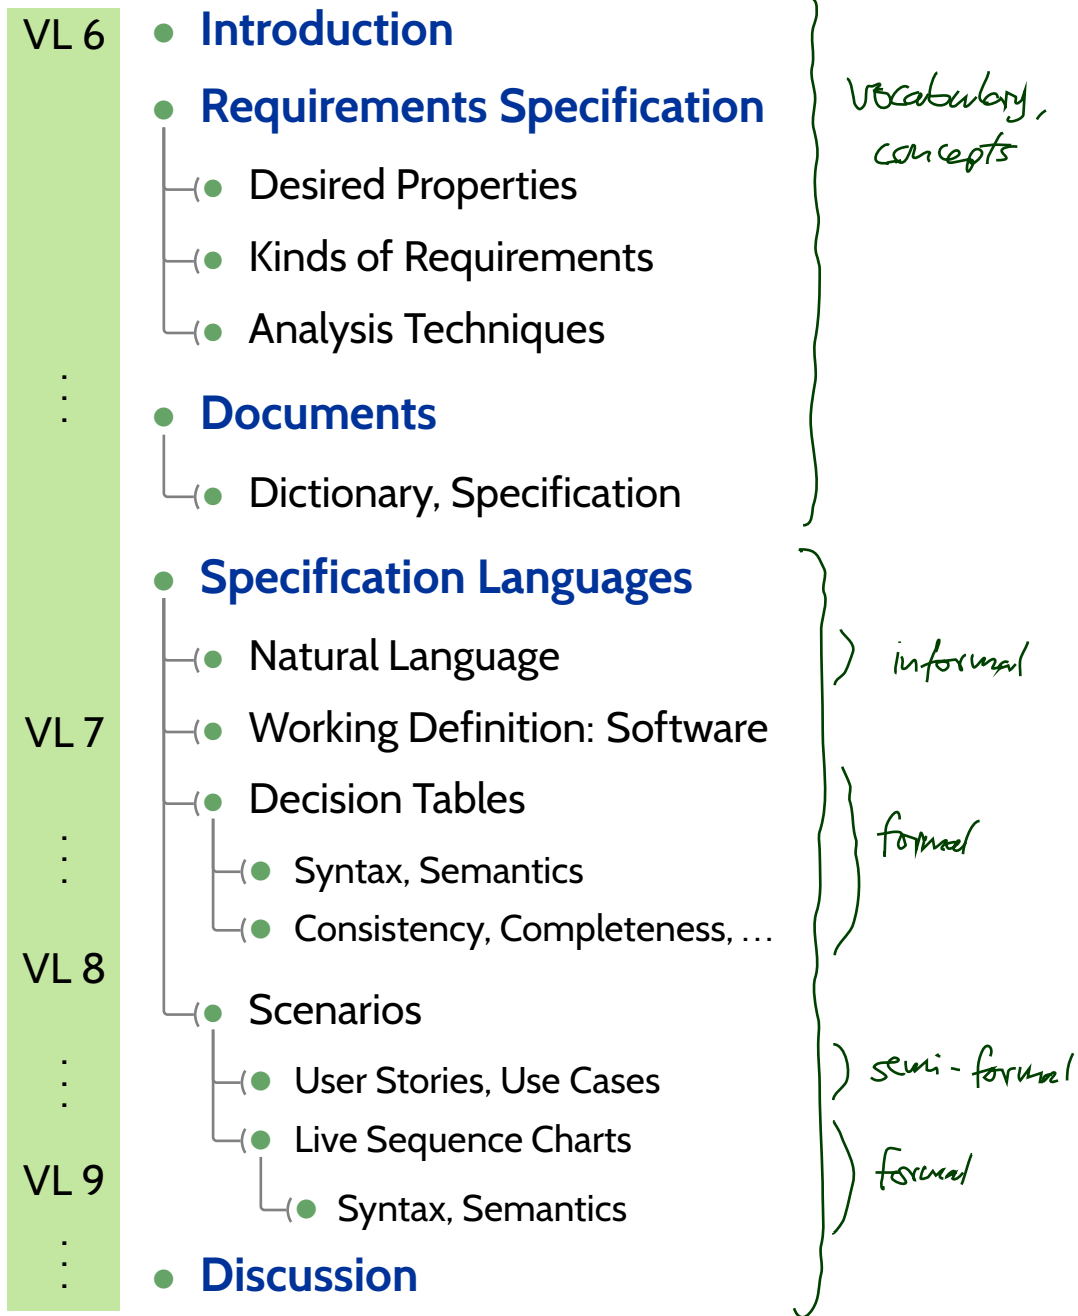 VL 6 • Introduction
• Requirements Specification
vocabulary,
concepts
• Desired Properties
• Kinds of Requirements
• Analysis Techniques
⋮
• Documents
• Dictionary, Specification
• Specification Languages
• Natural Language informal
VL 7 • Working Definition: Software
• Decision Tables
⋮ formal
• Syntax, Semantics
• Consistency, Completeness, ...
VL 8
• Scenarios
⋮ • User Stories, Use Cases semi-formal
• Live Sequence Charts
VL 9 formal
• Syntax, Semantics
⋮ • Discussion